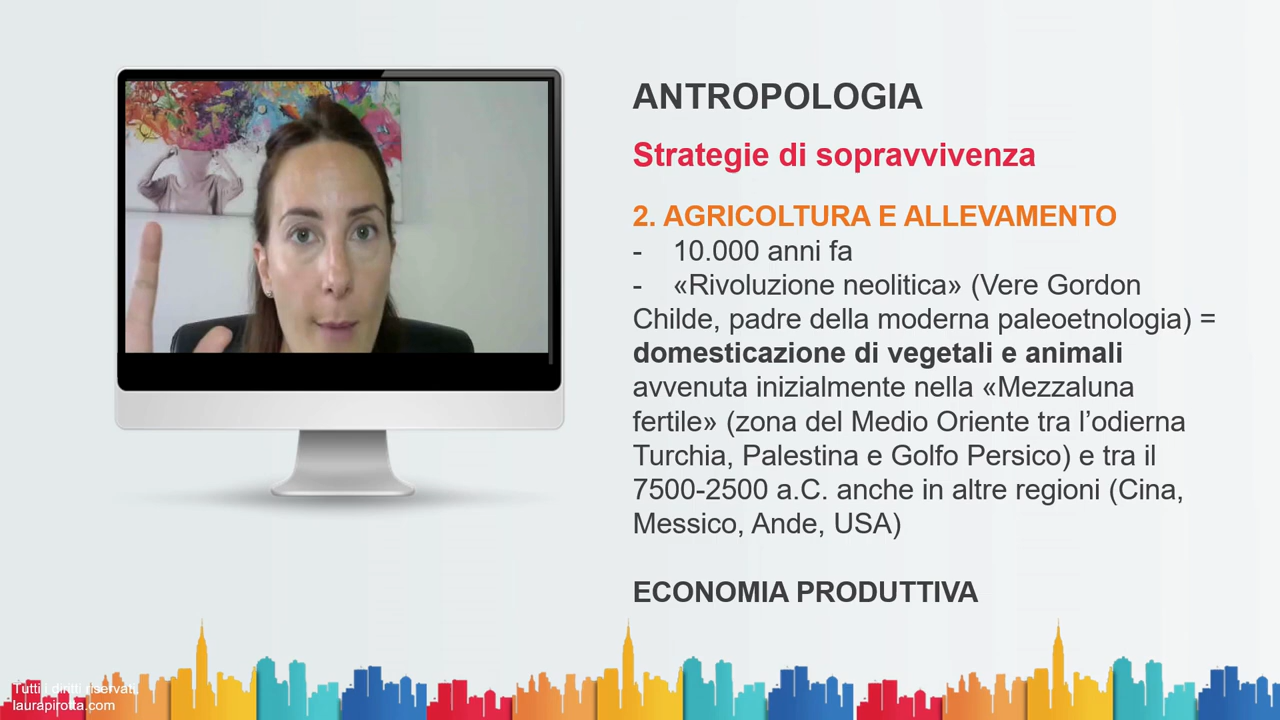 ANTROPOLOGIA
Strategie di sopravvivenza
2. AGRICOLTURA E ALLEVAMENTO
- 10.000 anni fa
- «Rivoluzione neolitica» (Vere Gordon
Childe, padre della moderna paleoetnologia) =
domesticazione di vegetali e animali
avvenuta inizialmente nella «Mezzaluna
fertile» (zona del Medio Oriente tra l’odierna
Turchia, Palestina e Golfo Persico) e tra il
7500-2500 a.C. anche in altre regioni (Cina,
Messico, Ande, USA)
ECONOMIA PRODUTTIVA
Tutti i diritti riservati
laurapirotta.com